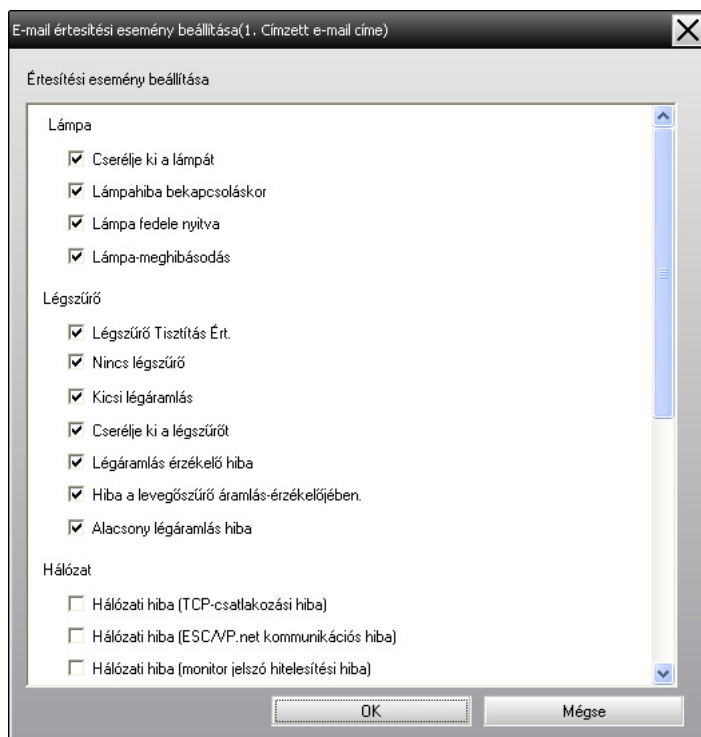 E-mail értesítési esemény beállítása(1. Címzett e-mail címe)
Értesítési esemény beállítása
Lámpa
Cserélje ki a lámpát
Lámpahiba bekapcsoláskor
Lámpa fedele nyitva
Lámpa-meghibásodás
Légszűrő
Légszűrő Tisztítás Ért.
Nincs légszűrő
Kicsi légáramlás
Cserélje ki a légszűrőt
Légáramlás érzékelő hiba
Hiba a levegőszűrő áramlás-érzékelőjében.
Alacsony légáramlás hiba
Hálózat
Hálózati hiba (TCP-csatlakozási hiba)
Hálózati hiba (ESC/VP.net kommunikációs hiba)
Hálózati hiba (monitor jelszó hitelesítési hiba)
OK
Mégse